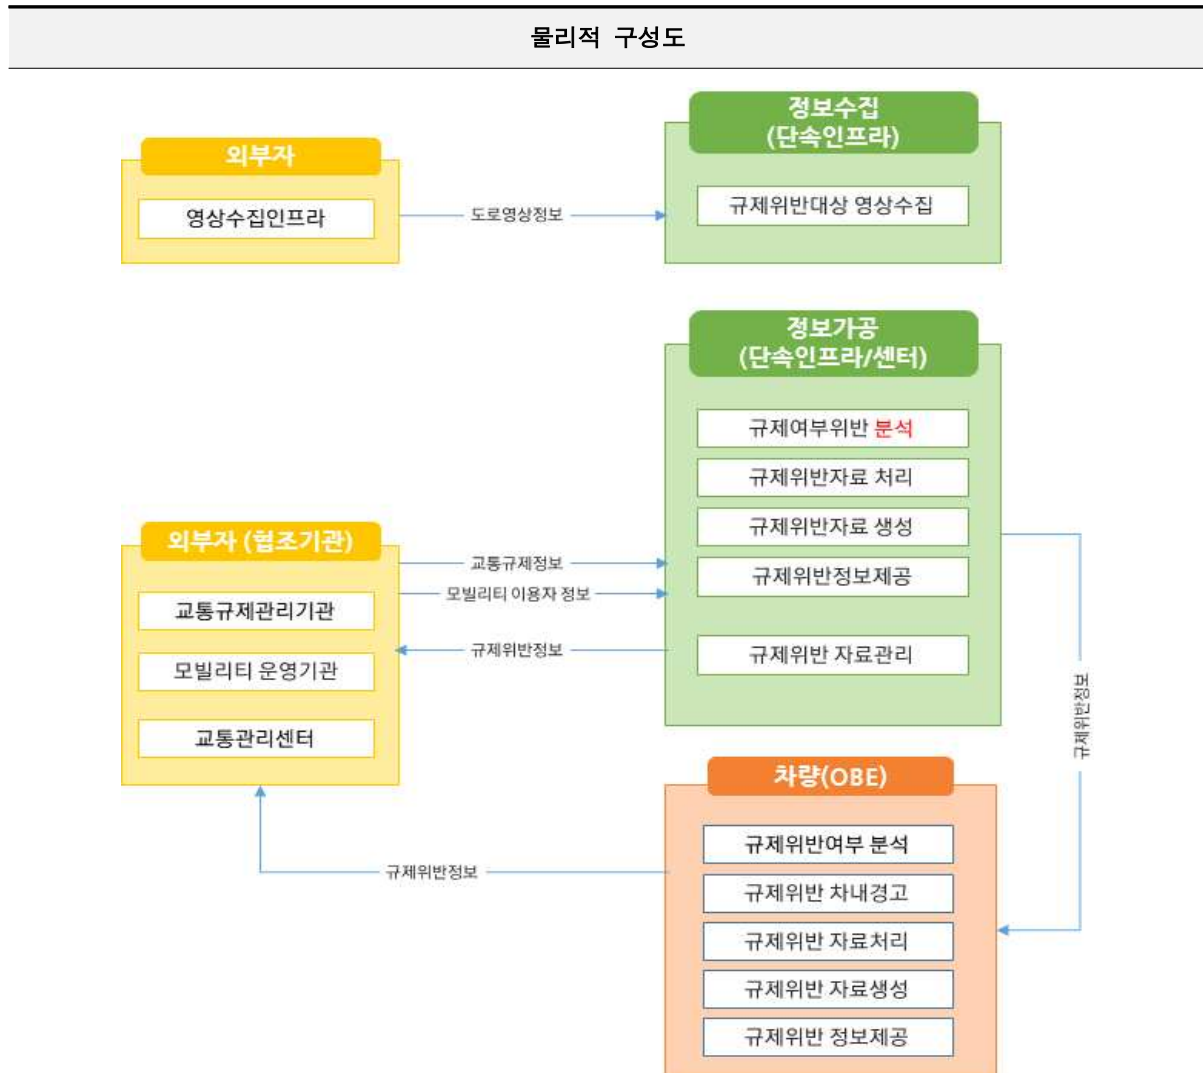 물리적 구성도
외부자
영상수집인프라
도로영상정보
정보수집
(단속인프라)
규제위반대상 영상수집
정보가공
(단속인프라/센터)
규제여부위반 분석
규제위반자료 처리
규제위반자료 생성
규제위반정보제공
규제위반 자료관리
외부자 (협조기관)
교통규제관리기관
모빌리티 운영기관
교통관리센터
교통규제정보
모빌리티 이용자 정보
규제위반정보
규제위반정보
차량(OBE)
규제위반여부 분석
규제위반 차내경고
규제위반 자료처리
규제위반 자료생성
규제위반 정보제공
규제위반정보